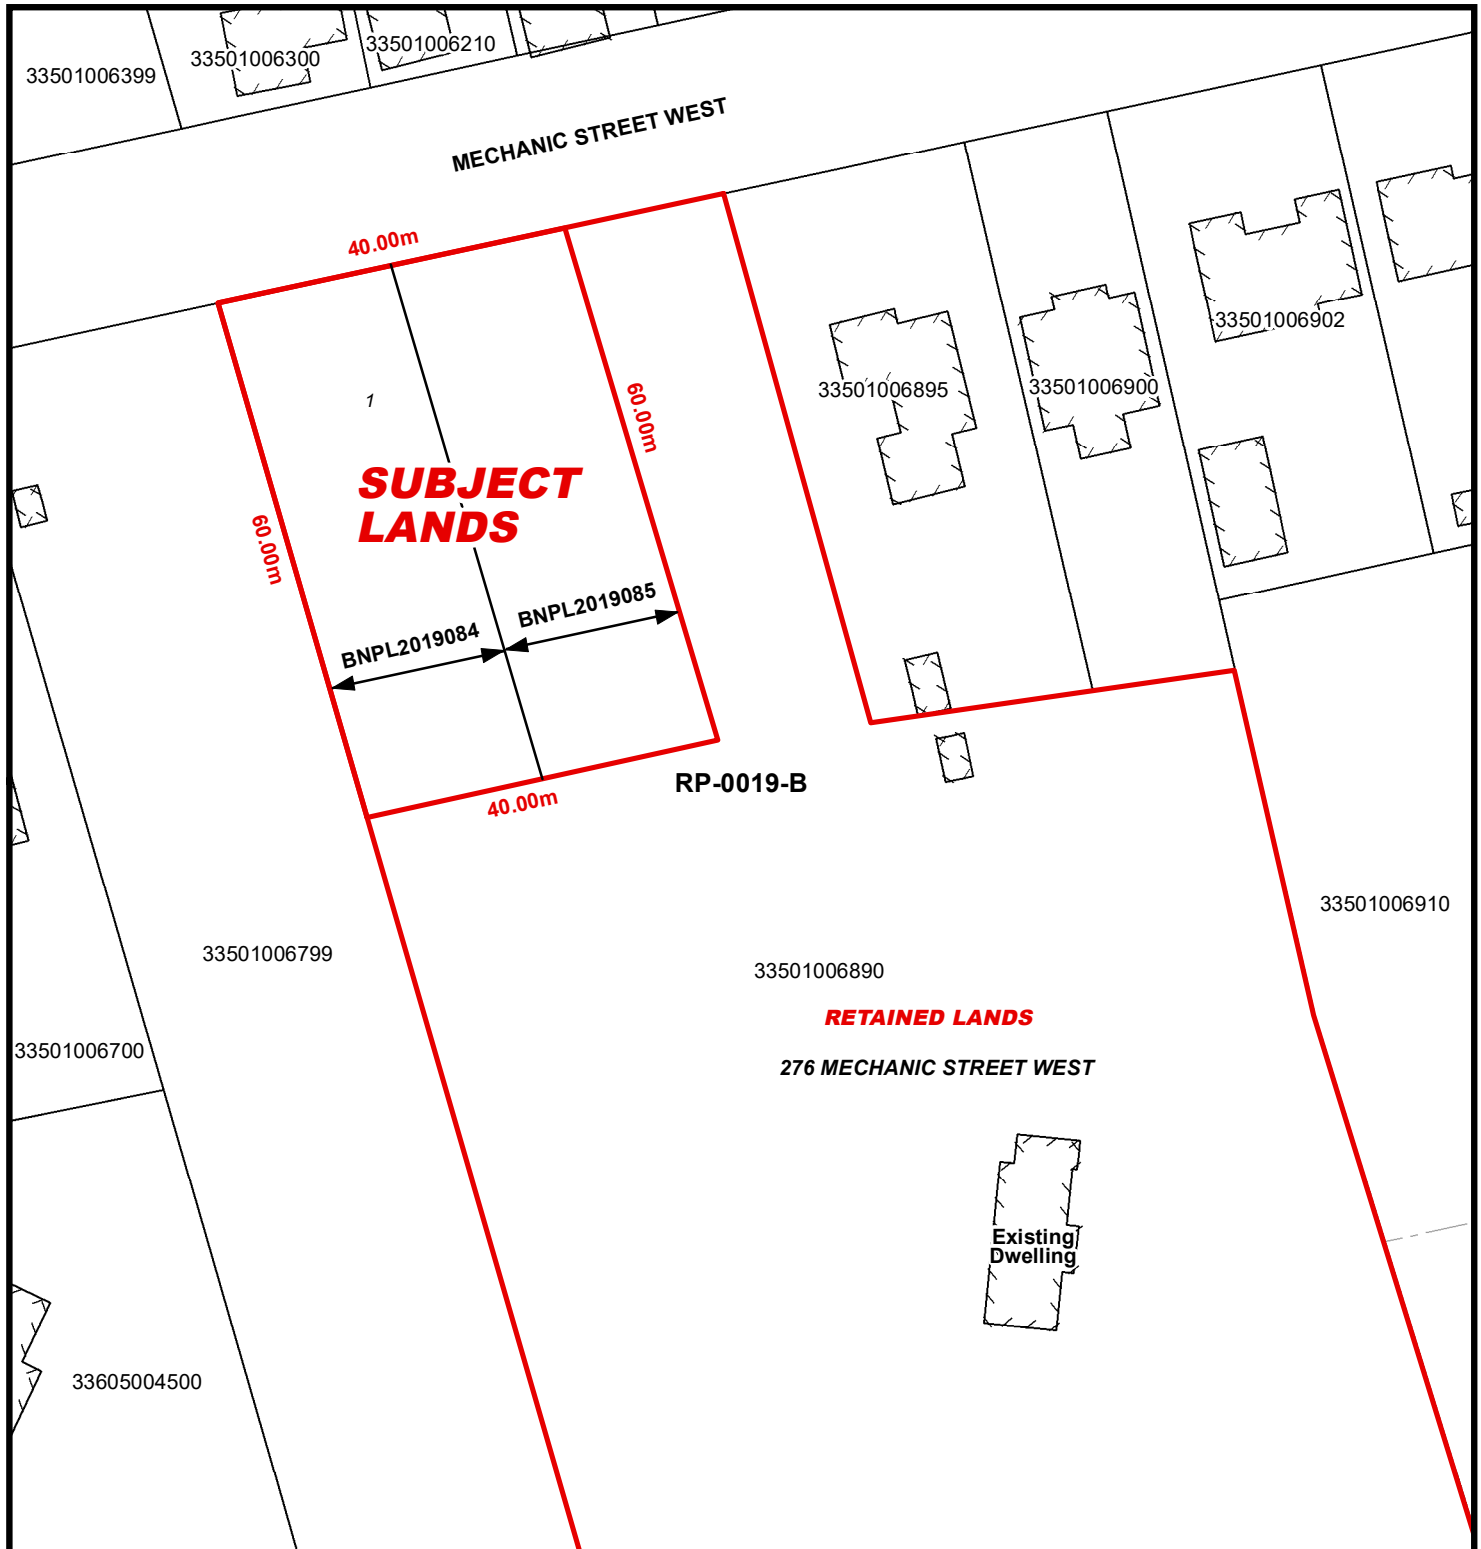 33501006399
33501006300
33501006210
MECHANIC STREET WEST
40.00m
33501006902
33501006895
33501006900
1
60.00m
SUBJECT
LANDS
60.00m
BNPL2019085
BNPL2019084
RP-0019-B
40.00m
33501006910
33501006799
33501006890
RETAINED LANDS
33501006700
276 MECHANIC STREET WEST
Existing
Dwelling
33605004500